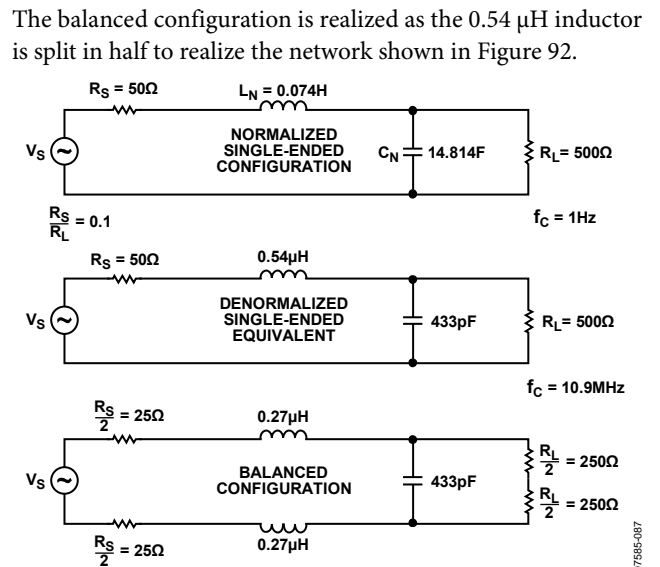 The balanced configuration is realized as the 0.54 μH inductor
is split in half to realize the network shown in Figure 92.
RS = 50Ω
LN = 0.074H
VS
NORMALIZED
SINGLE-ENDED
CONFIGURATION
CN
14.814F
RL= 500Ω
RS
RL
= 0.1
fC = 1Hz
RS = 50Ω
0.54μH
VS
DENORMALIZED
SINGLE-ENDED
EQUIVALENT
433pF
RL= 500Ω
fC = 10.9MHz
RS
2
= 25Ω
0.27μH
VS
BALANCED
CONFIGURATION
433pF
RL
2
= 250Ω
RL
2
= 250Ω
RS
2
= 25Ω
0.27μH
07585-087